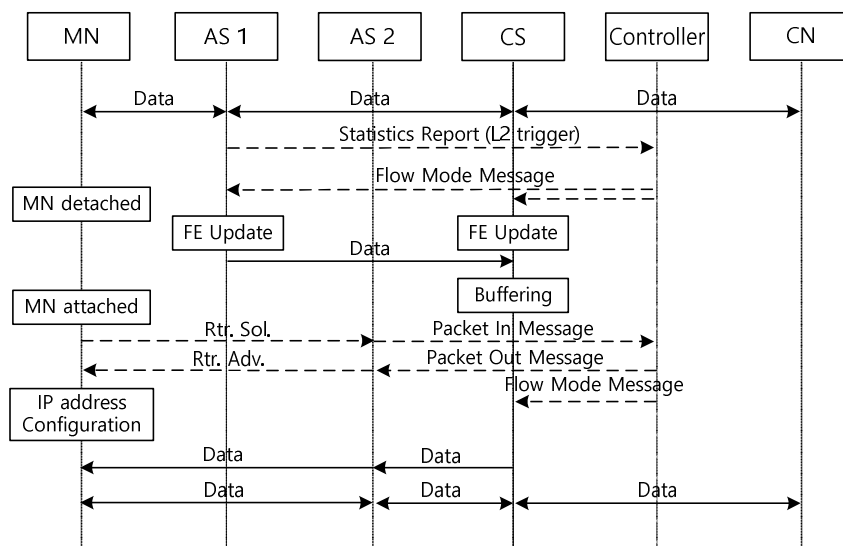 MN
AS 1
AS 2
CS
Controller
CN
Data
Data
Data
Statistics Report (L2 trigger)
Flow Mode Message
MN detached
FE Update
FE Update
Data
Buffering
MN attached
Rtr. Sol.
Packet In Message
Rtr. Adv.
Packet Out Message
Flow Mode Message
IP address
Configuration
Data
Data
Data
Data
Data